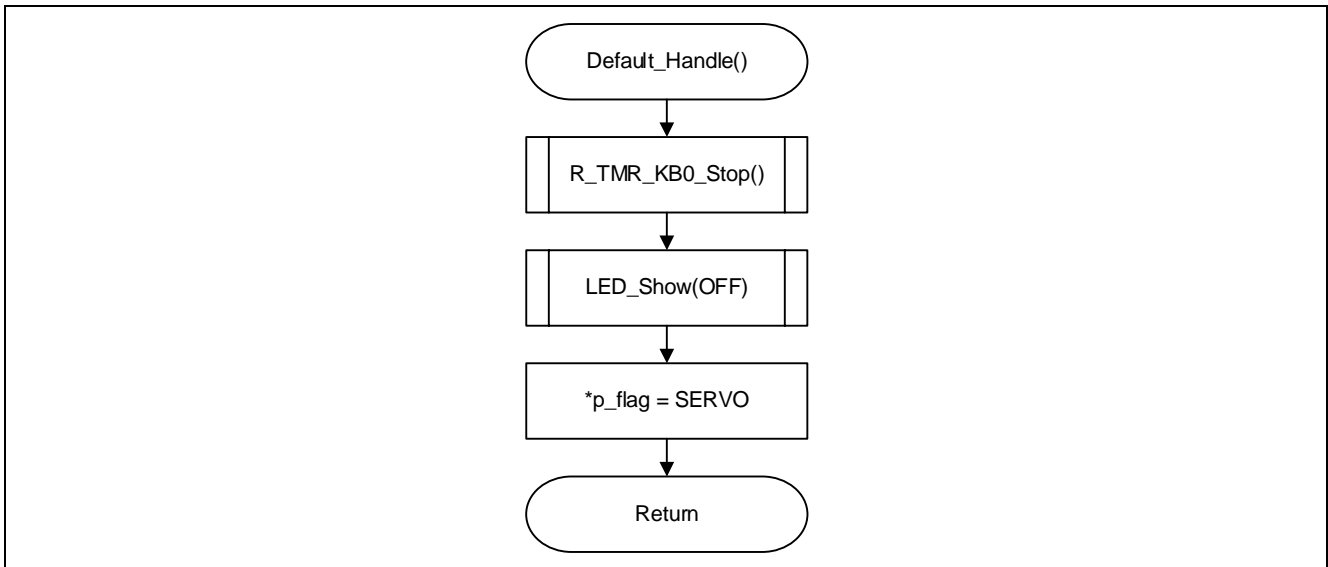 Default_Handle()
R_TMR_KB0_Stop()
LED_Show(OFF)
*p_flag = SERVO
Return